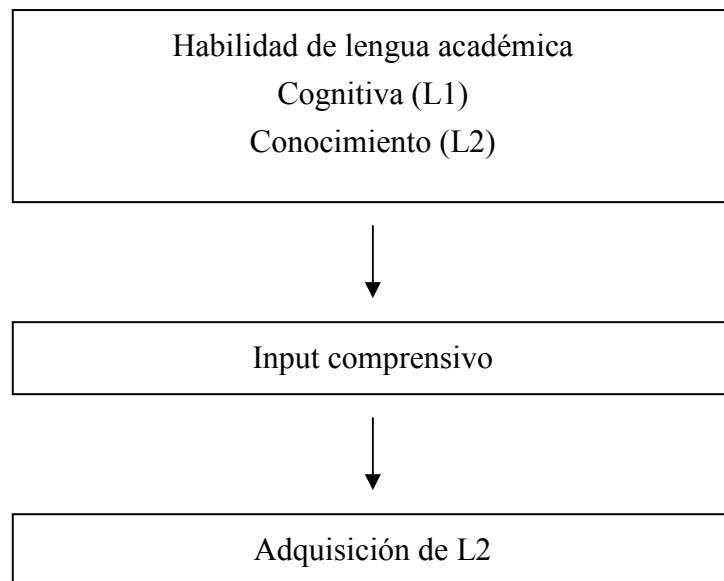 Habilidad de lengua académica
Cognitiva (L1)
Conocimiento (L2)
Input comprensivo
Adquisición de L2